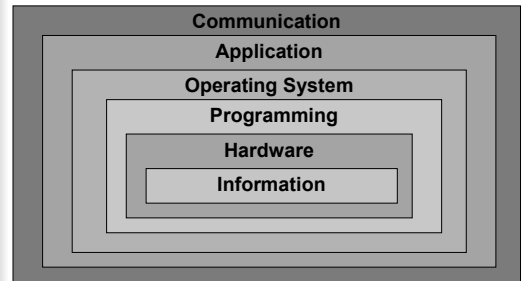 Communication
Application
Operating System
Programming
Hardware
Information